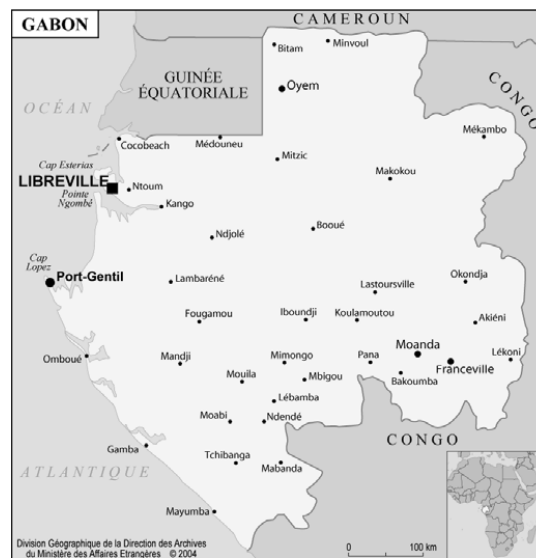 GABON
CAMEROUN
Bitam
Minvoul
GUINÉE
ÉQUATORIALE
Oyem
CONGO
OCÉAN
Cocobeach
Médouneu
Mékambo
Cap Esterias
Mitzic
LIBREVILLE
Makokou
Ntoum
Pointe
Ngombé
Kango
Booué
Ndjolé
Cap
Lopez
Port-Gentil
Lambaréné
Lastoursville
Okondja
Fougamou
Iboundji
Koulamoutou
Akiéni
Omboué
Mandji
Mimongo
Pana
Moanda
Lékoni
Franceville
Mouila
Mbigou
Bakoumba
Lébamba
Moabi
Ndendé
CONGO
Gamba
Tchibanga
Mabanda
ATLANTIQUE
Mayumba
Division Géographique de la Direction des Archives
du Ministère des Affaires Etrangères © 2004
0
100 km